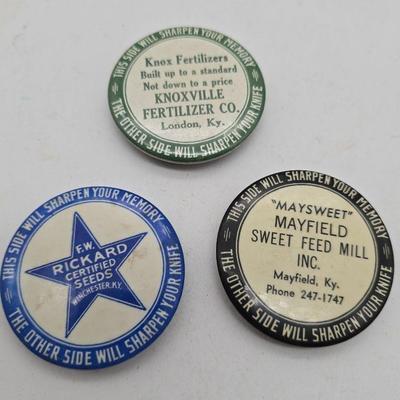 THIS SIDE WILL SHARPEN YOUR MEMORY
Knox Fertilizers
Built up to a standard
Not down to a price
KNOXVILLE
FERTILIZER CO.
London, Ky.
THE OTHER SIDE WILL SHARPEN YOUR KNIFE
THIS SIDE WILL SHARPEN YOUR MEMORY
F.W.
RICKARD
CERTIFIED
SEEDS
WINCHESTER, KY.
THE OTHER SIDE WILL SHARPEN YOUR KNIFE
THIS SIDE WILL SHARPEN YOUR MEMORY
"MAYSWEET"
MAYFIELD
SWEET FEED MILL
INC.
Mayfield, Ky.
Phone 247-1747
THE OTHER SIDE WILL SHARPEN YOUR KNIFE